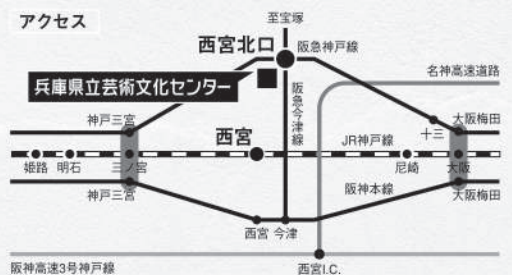 アクセス
至宝塚
西宮北口
阪急神戸線
名神高速道路
兵庫県立芸術文化センター
阪急今津線
神戸三宮
西宮
JR神戸線
十三
大阪梅田
姫路
明石
三ノ宮
尼崎
大阪
神戸三宮
阪神本線
大阪梅田
西宮
今津
阪神高速3号神戸線
西宮I.C.